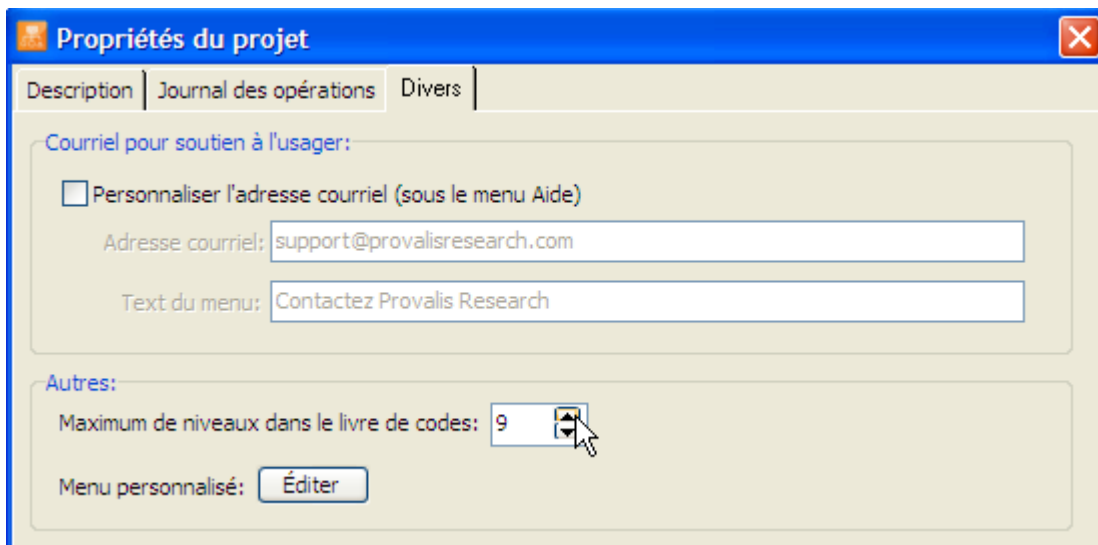 Propriétés du projet
Description Journal des opérations Divers
Courriel pour soutien à l'usager:
Personnaliser l'adresse courriel (sous le menu Aide)
Adresse courriel: support@provalisresearch.com
Text du menu: Contactez Provalis Research
Autres:
Maximum de niveaux dans le livre de codes: 9
Menu personnalisé: Éditer